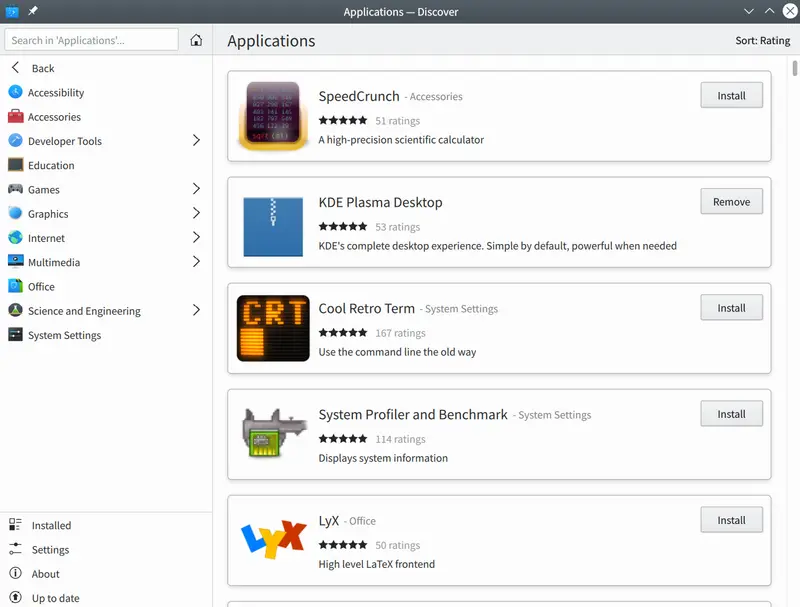 Applications — Discover
Search in 'Applications'...
Applications
Sort: Rating
Back
Accessibility
Accessories
Developer Tools
Education
Games
Graphics
Internet
Multimedia
Office
Science and Engineering
System Settings
Installed
Settings
About
Up to date
SpeedCrunch - Accessories
51 ratings
A high-precision scientific calculator
Install
KDE Plasma Desktop
53 ratings
KDE's complete desktop experience. Simple by default, powerful when needed
Remove
CRT
Cool Retro Term - System Settings
167 ratings
Use the command line the old way
Install
System Profiler and Benchmark - System Settings
114 ratings
Displays system information
Install
LyX
LyX - Office
50 ratings
High level LaTeX frontend
Install